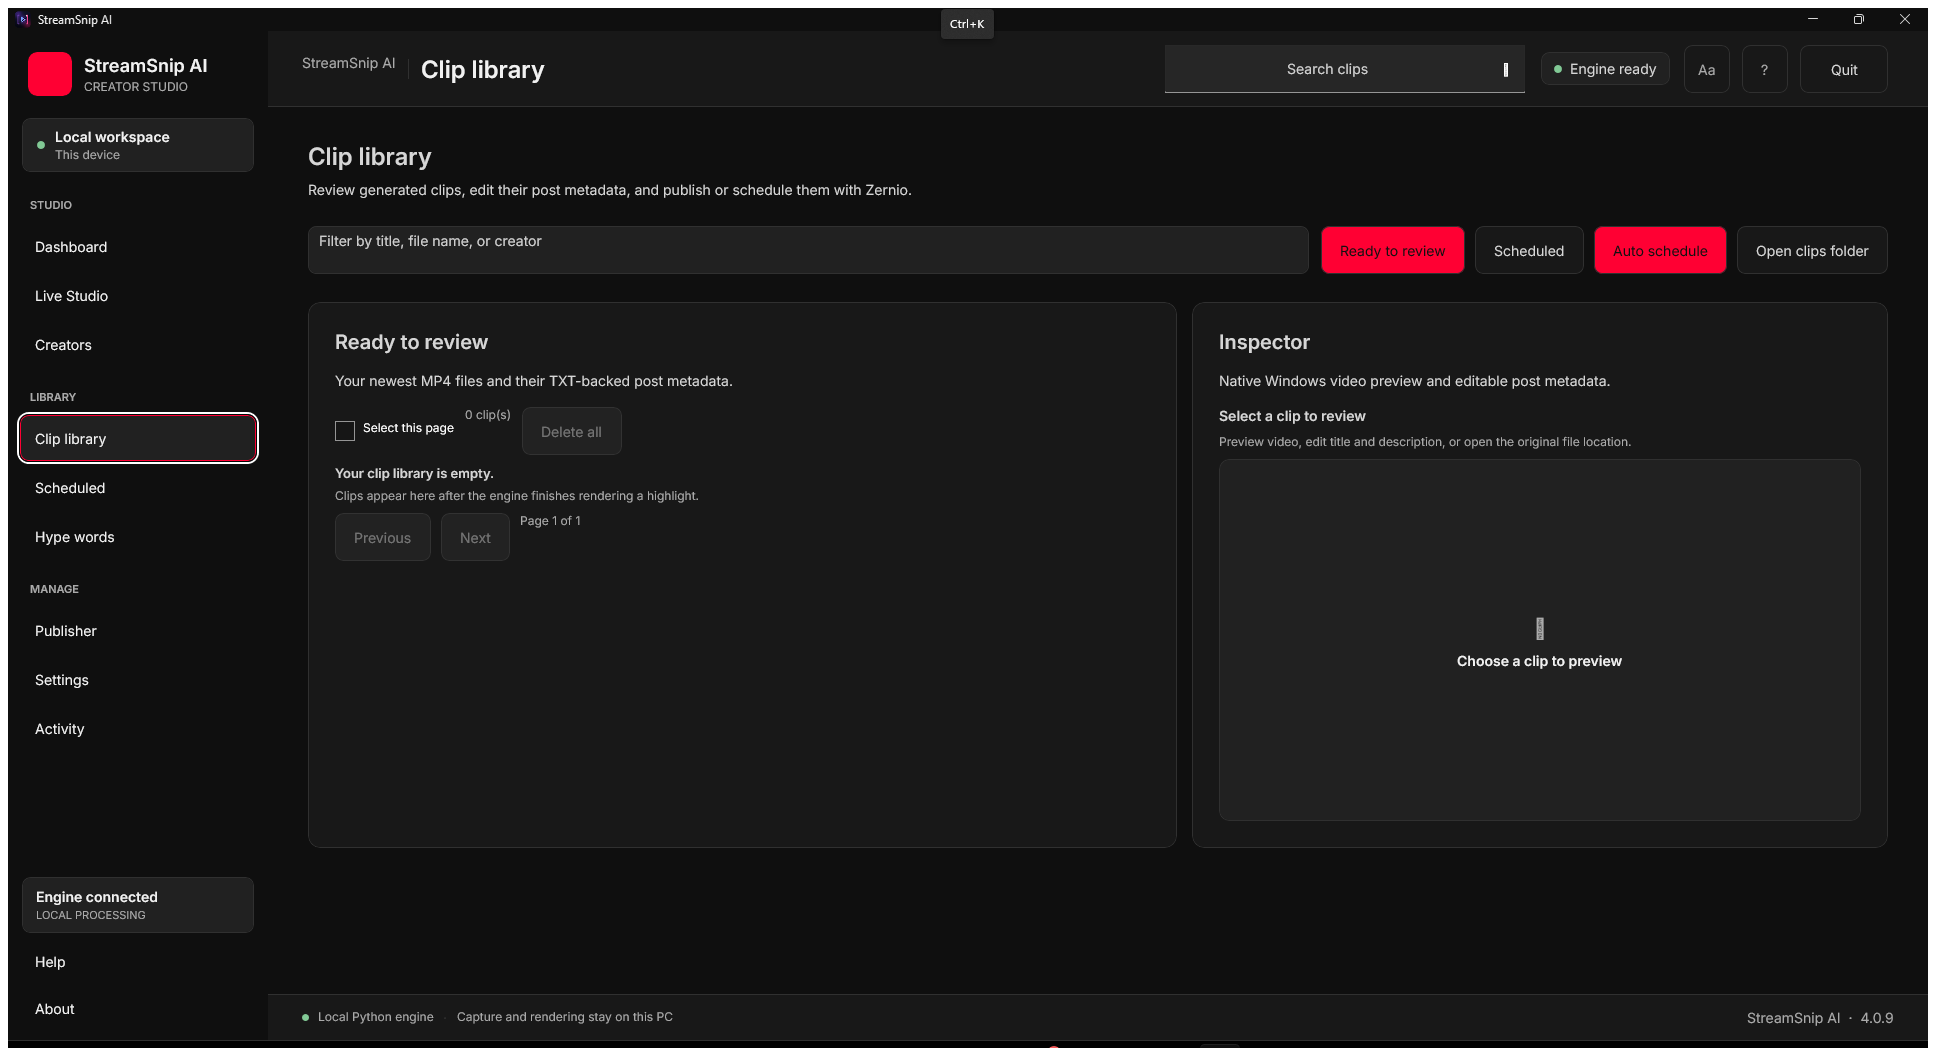 StreamSnip AI
Ctrl+K
StreamSnip AI
CREATOR STUDIO
Local workspace
This device
STUDIO
Dashboard
Live Studio
Creators
LIBRARY
Clip library
Scheduled
Hype words
MANAGE
Publisher
Settings
Activity
Engine connected
LOCAL PROCESSING
Help
About
StreamSnip AI
Clip library
Search clips
Engine ready
Aa
?
Quit
Clip library
Review generated clips, edit their post metadata, and publish or schedule them with Zernio.
Filter by title, file name, or creator
Ready to review
Scheduled
Auto schedule
Open clips folder
Ready to review
Your newest MP4 files and their TXT-backed post metadata.
Select this page
0 clip(s)
Delete all
Your clip library is empty.
Clips appear here after the engine finishes rendering a highlight.
Previous
Next
Page 1 of 1
Inspector
Native Windows video preview and editable post metadata.
Select a clip to review
Preview video, edit title and description, or open the original file location.
Choose a clip to preview
Local Python engine · Capture and rendering stay on this PC
StreamSnip AI · 4.0.9